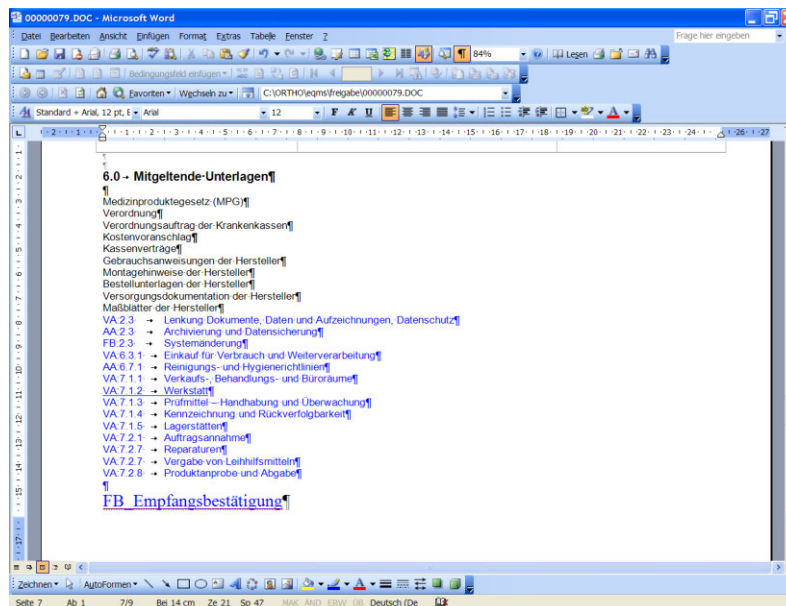 00000079.DOC - Microsoft Word
Datei Bearbeiten Ansicht Einfügen Format Extras Tabelle Fenster ?
Frage hier eingeben
84%
Lesen
Bedingungsfeld einfügen
Favoriten Wechseln zu C:\ORTHO\eqms\freigabe\00000079.DOC
Standard + Arial, 12 pt, E Arial 12 F K U
6.0→ Mitgeltende·Unterlagen¶
¶
Medizinproduktegesetz·(MPG)¶
Verordnung¶
Verordnungsauftrag·der·Krankenkassen¶
Kostenvoranschlag¶
Kassenverträge¶
Gebrauchsanweisungen·der·Hersteller¶
Montagehinweise·der·Hersteller¶
Bestellunterlagen·der·Hersteller¶
Versorgungsdokumentation·der·Hersteller¶
Maßblätter·der·Hersteller¶
VA·2.3· → Lenkung·Dokumente,·Daten·und·Aufzeichnungen,·Datenschutz¶
AA·2.3· → Archivierung·und·Datensicherung¶
FB·2.3· → Systemänderung¶
VA·6.3.1· → Einkauf·für·Verbrauch·und·Weiterverarbeitung¶
AA·6.7.1· → Reinigungs-·und·Hygienerichtlinien¶
VA·7.1.1· → Verkaufs-,·Behandlungs-·und·Büroräume¶
VA·7.1.2· → Werkstatt¶
VA·7.1.3· → Prüfmittel·–·Handhabung·und·Überwachung¶
VA·7.1.4· → Kennzeichnung·und·Rückverfolgbarkeit¶
VA·7.1.5· → Lagerstätten¶
VA·7.2.1· → Auftragsannahme¶
VA·7.2.7· → Reparaturen¶
VA·7.2.7· → Vergabe·von·Leihhilfsmitteln¶
VA·7.2.8· → Produktanprobe·und·Abgabe¶
¶
FB_Empfangsbestätigung¶
Zeichnen AutoFormen
Seite 7 Ab 1 7/9 Bei 14 cm Ze 21 Sp 47 MAK ÄND ERW ÜB Deutsch (De